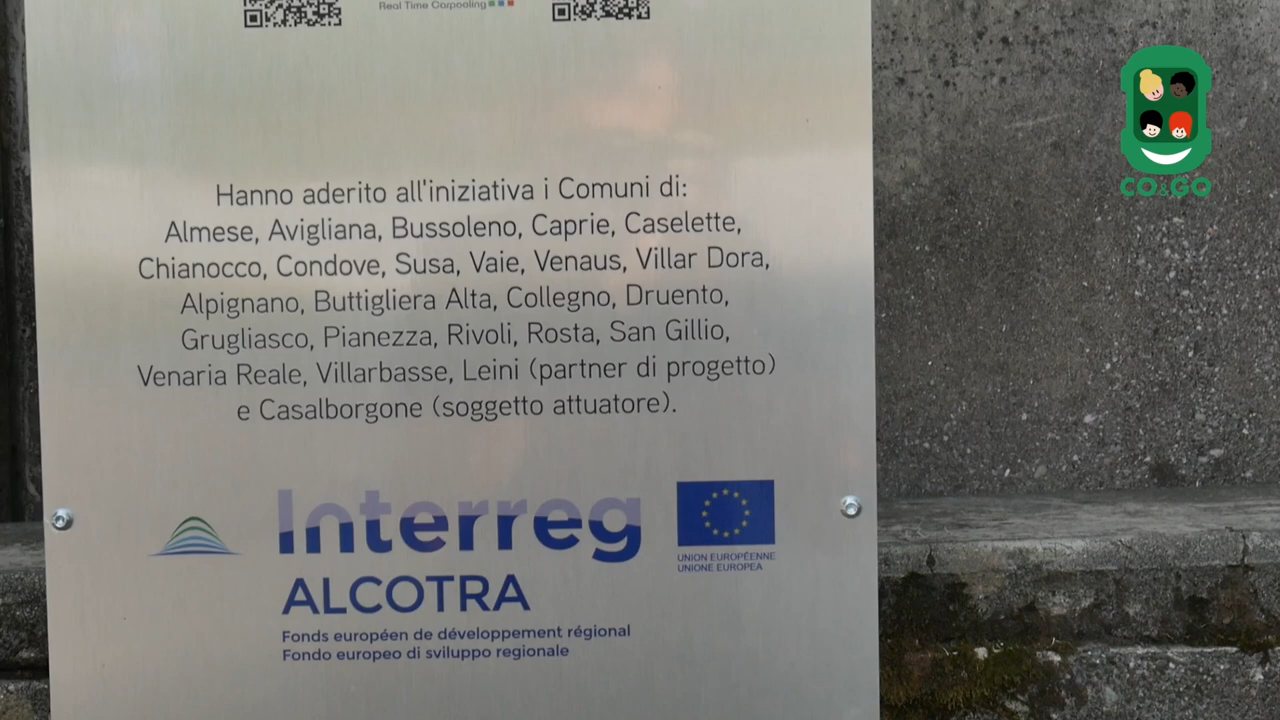 Real Time Carpooling
CO&GO
Hanno aderito all'iniziativa i Comuni di:
Almese, Avigliana, Bussoleno, Caprie, Caselette,
Chianocco, Condove, Susa, Vaie, Venaus, Villar Dora,
Alpignano, Buttigliera Alta, Collegno, Druento,
Grugliasco, Pianezza, Rivoli, Rosta, San Gillio,
Venaria Reale, Villarbasse, Leini (partner di progetto)
e Casalborgone (soggetto attuatore).
Interreg
ALCOTRA
UNION EUROPÉENNE
UNIONE EUROPEA
Fonds européen de développement régional
Fondo europeo di sviluppo regionale